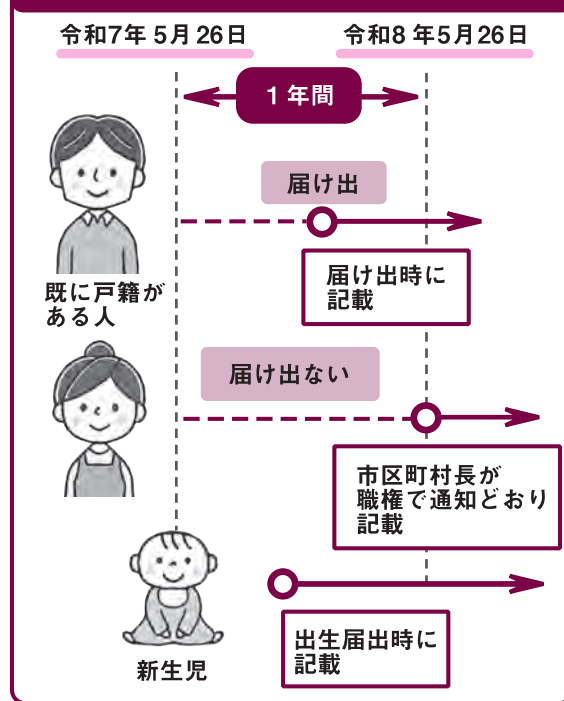 令和7年5月26日
令和8年5月26日
1年間
届け出
届け出時に
記載
既に戸籍が
ある人
届け出ない
市区町村長が
職権で通知どおり
記載
出生届出時に
記載
新生児